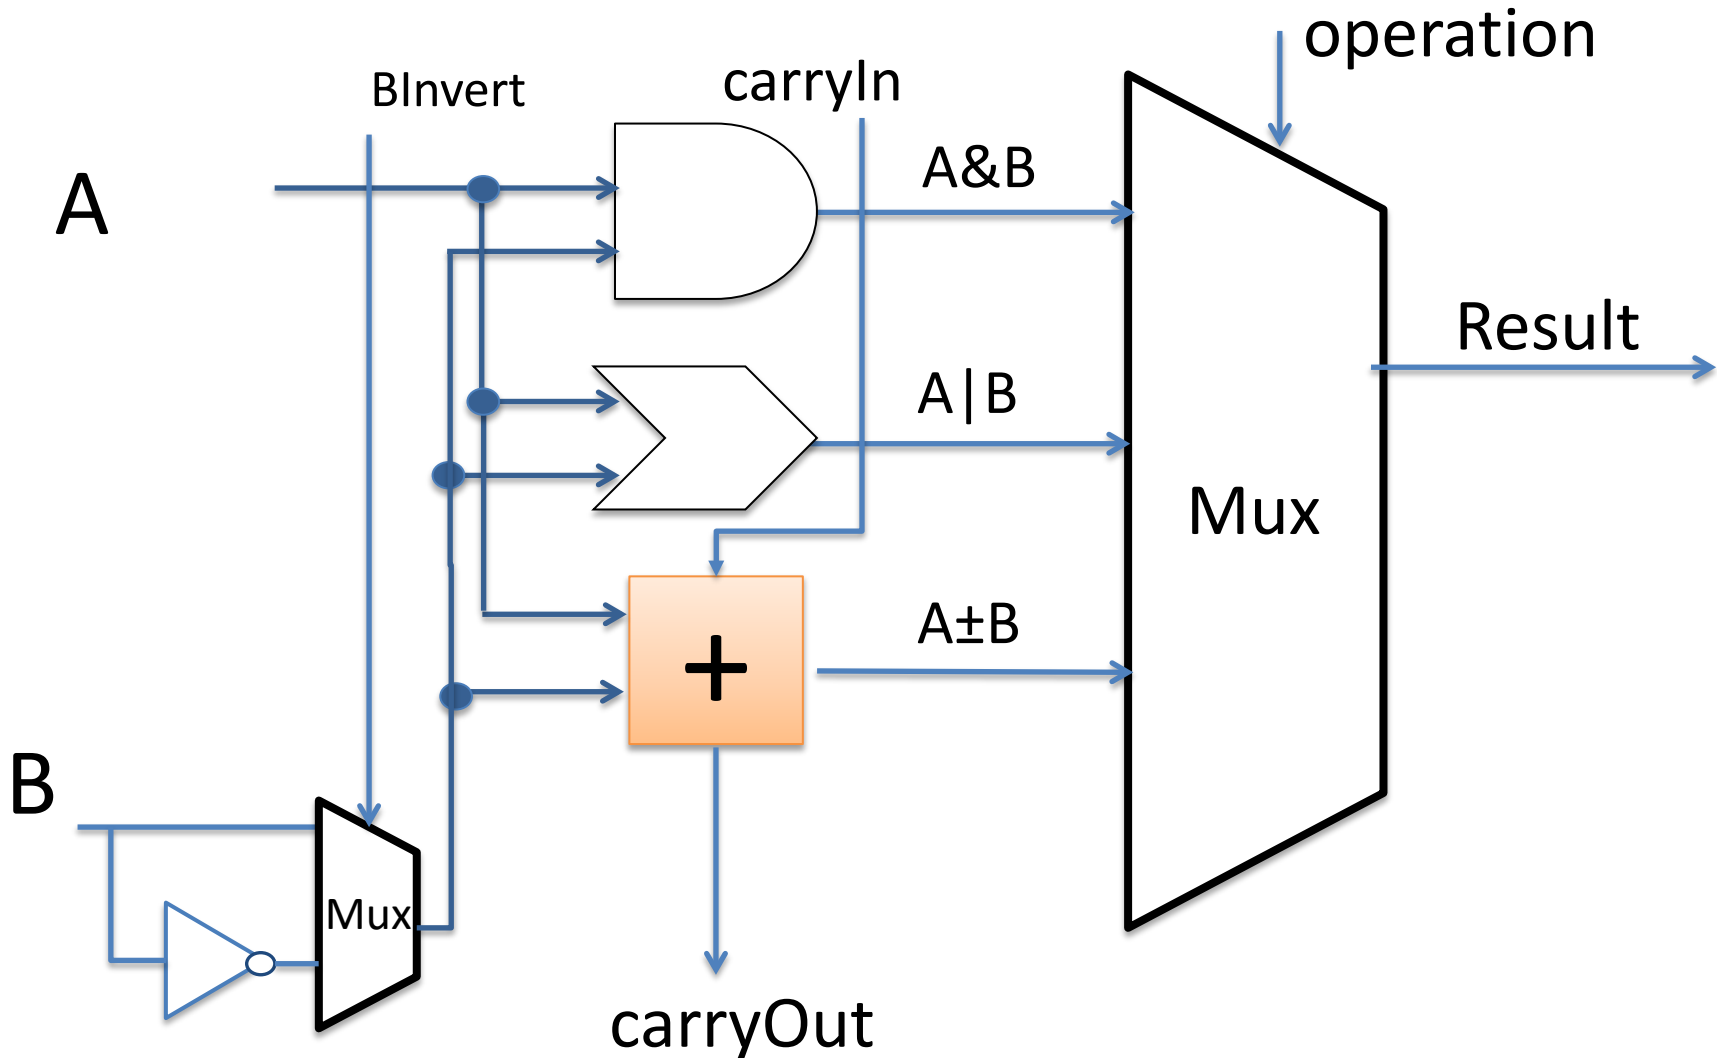 operation
BInvert
carryIn
A
A&B
Result
A|B
Mux
A±B
+
B
Mux
carryOut